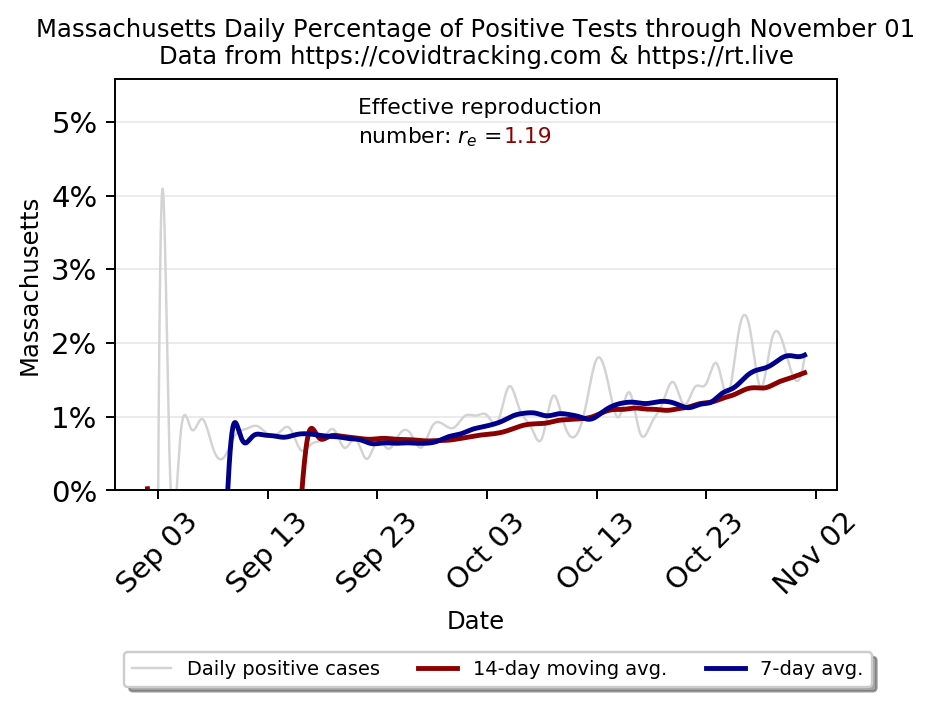 Massachusetts Daily Percentage of Positive Tests through November 01
Data from https://covidtracking.com & https://rt.live
Effective reproduction
number: rₑ =1.19
5%
4%
3%
2%
1%
0%
Massachusetts
Sep 03
Sep 13
Sep 23
Oct 03
Oct 13
Oct 23
Nov 02
Date
Daily positive cases
14-day moving avg.
7-day avg.